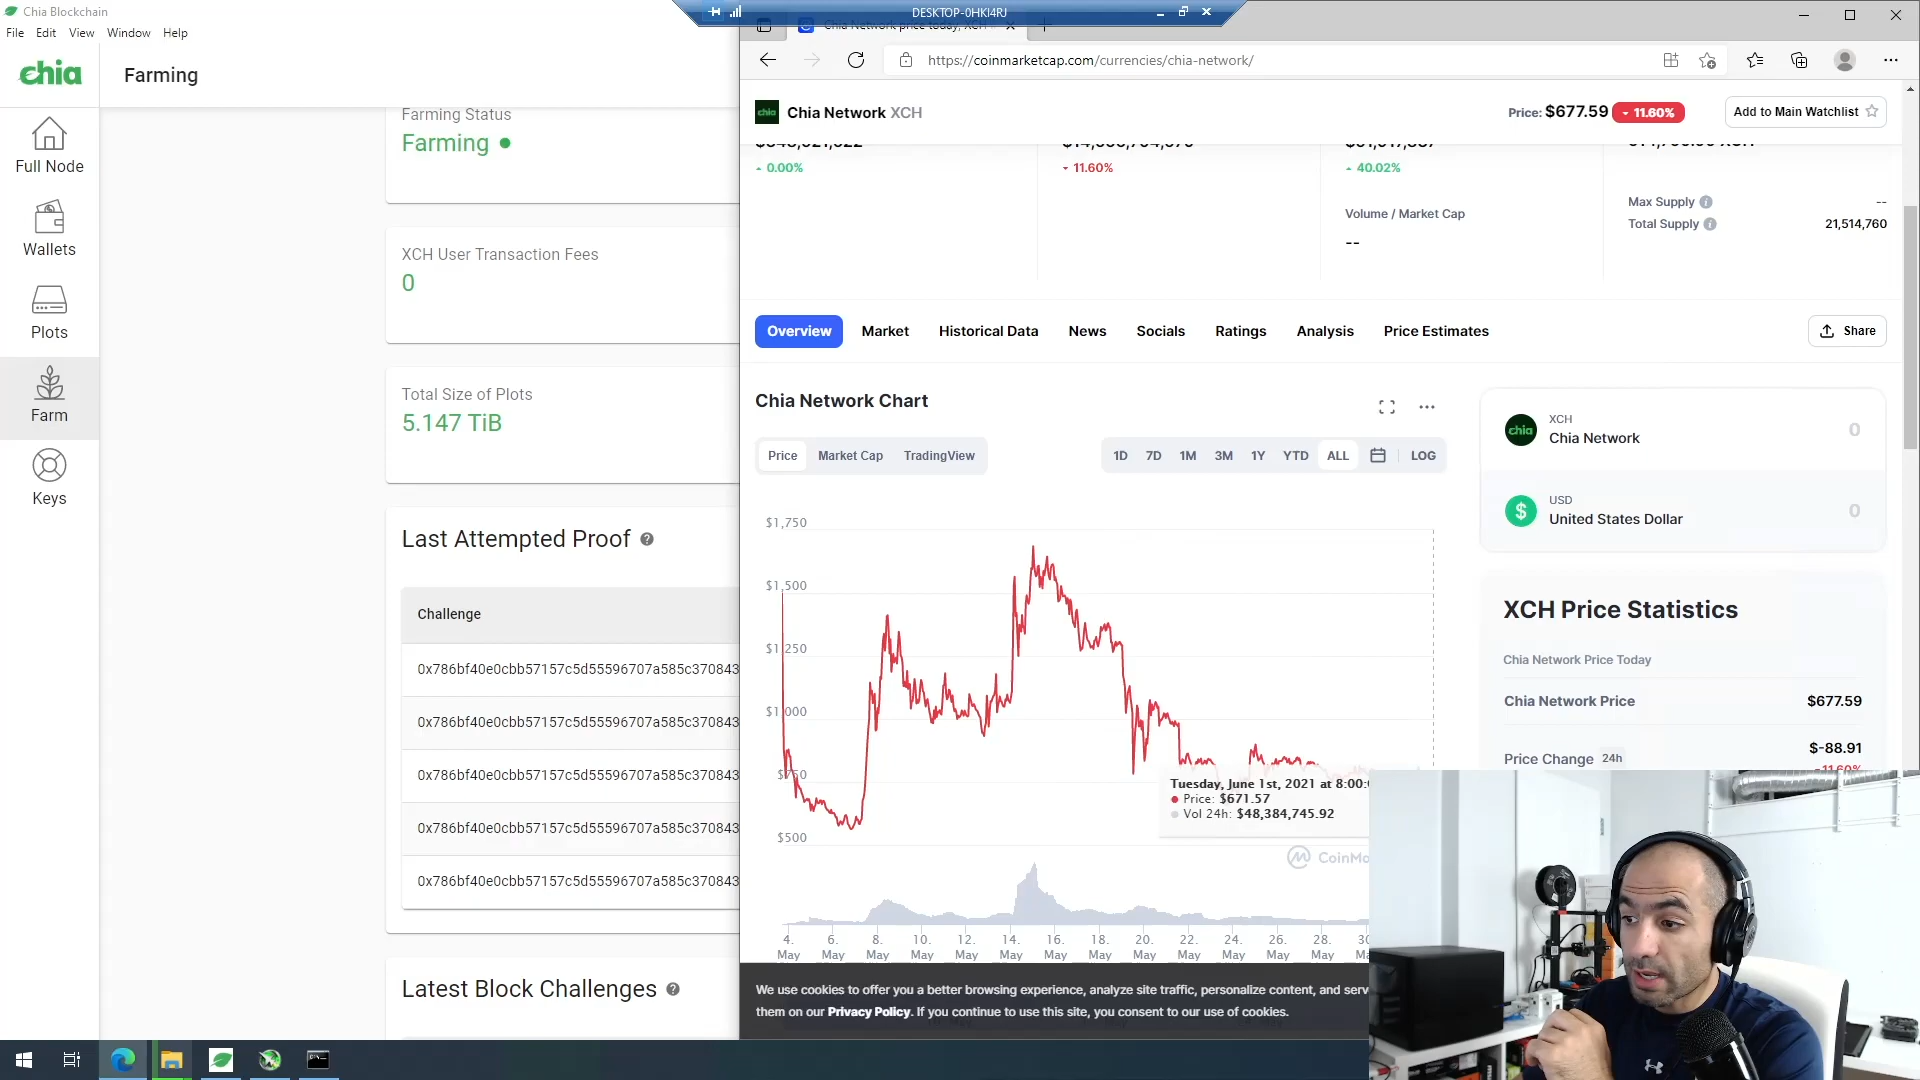 Chia Blockchain
File Edit View Window Help
chia
Farming
Full Node
Wallets
Plots
Farm
Keys
Farming Status
Farming
XCH User Transaction Fees
0
Total Size of Plots
5.147 TiB
Last Attempted Proof
Challenge
0x786bf40e0cbb57157c5d55596707a585c370843
0x786bf40e0cbb57157c5d55596707a585c370843
0x786bf40e0cbb57157c5d55596707a585c370843
0x786bf40e0cbb57157c5d55596707a585c370843
0x786bf40e0cbb57157c5d55596707a585c370843
Latest Block Challenges
DESKTOP-0HKI4RJ
Chia Network price today, XCH
https://coinmarketcap.com/currencies/chia-network/
chia Chia Network XCH
Price: $677.59 11.60%
Add to Main Watchlist
0.00%
11.60%
40.02%
Volume / Market Cap
--
Max Supply --
Total Supply 21,514,760
Overview Market Historical Data News Socials Ratings Analysis Price Estimates
Share
Chia Network Chart
Price Market Cap TradingView
1D 7D 1M 3M 1Y YTD ALL LOG
$1,750
$1,500
$1,250
$1,000
$750
$500
Tuesday, June 1st, 2021 at 8:00:
Price: $671.57
Vol 24h: $48,384,745.92
CoinMa
4. 6. 8. 10. 12. 14. 16. 18. 20. 22. 24. 26. 28. 30
May May May May May May May May May May May May May
chia
XCH
Chia Network
0
$
USD
United States Dollar
0
XCH Price Statistics
Chia Network Price Today
Chia Network Price $677.59
Price Change 24h
$-88.91
11.60%
We use cookies to offer you a better browsing experience, analyze site traffic, personalize content, and serv
them on our Privacy Policy. If you continue to use this site, you consent to our use of cookies.